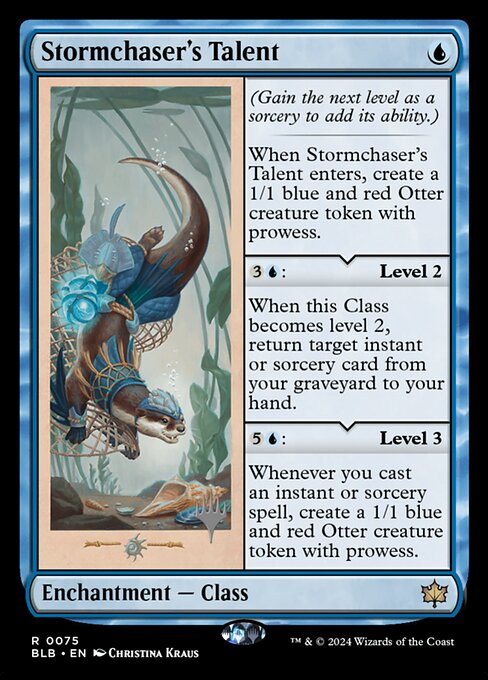 Stormchaser's Talent
(Gain the next level as a
sorcery to add its ability.)
When Stormchaser's
Talent enters, create a
1/1 blue and red Otter
creature token with
prowess.
3 : Level 2
When this Class
becomes level 2,
return target instant
or sorcery card from
your graveyard to your
hand.
5 : Level 3
Whenever you cast
an instant or sorcery
spell, create a 1/1 blue
and red Otter creature
token with prowess.
Enchantment — Class
R 0075
BLB • EN Christina Kraus
™ & © 2024 Wizards of the Coast